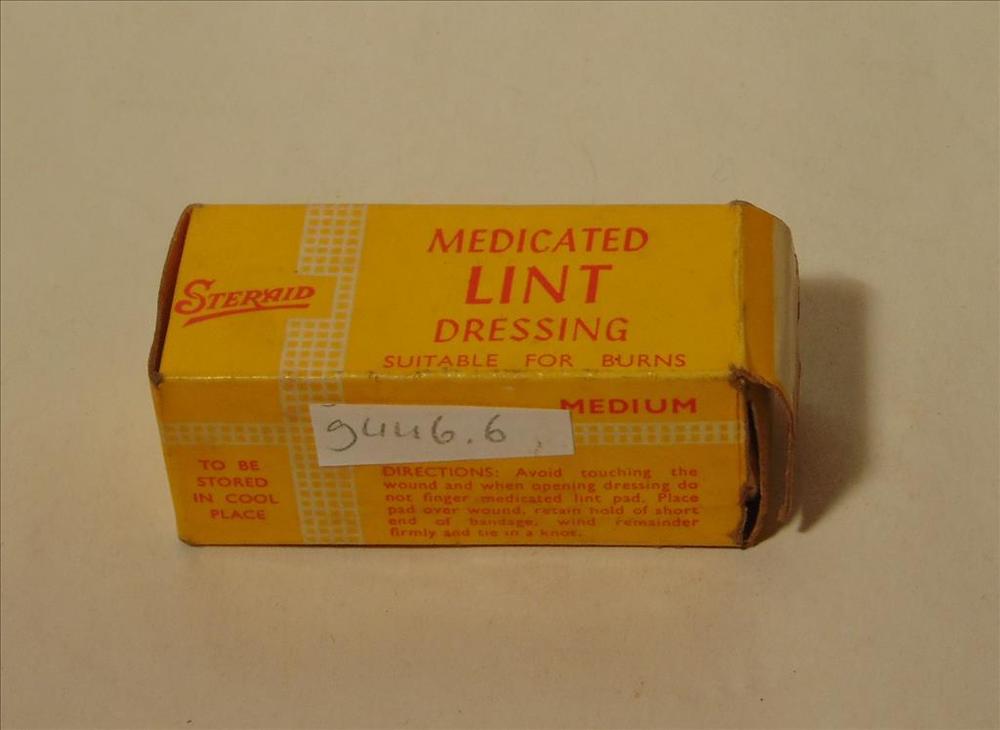 STERAID
MEDICATED
LINT
DRESSING
SUITABLE FOR BURNS
MEDIUM
9446.6
TO BE
STORED
IN COOL
PLACE
DIRECTIONS: Avoid touching the
wound and when opening dressing do
not finger medicated lint pad. Place
pad over wound, retain hold of short
end of bandage, wind remainder
firmly and tie in a knot.